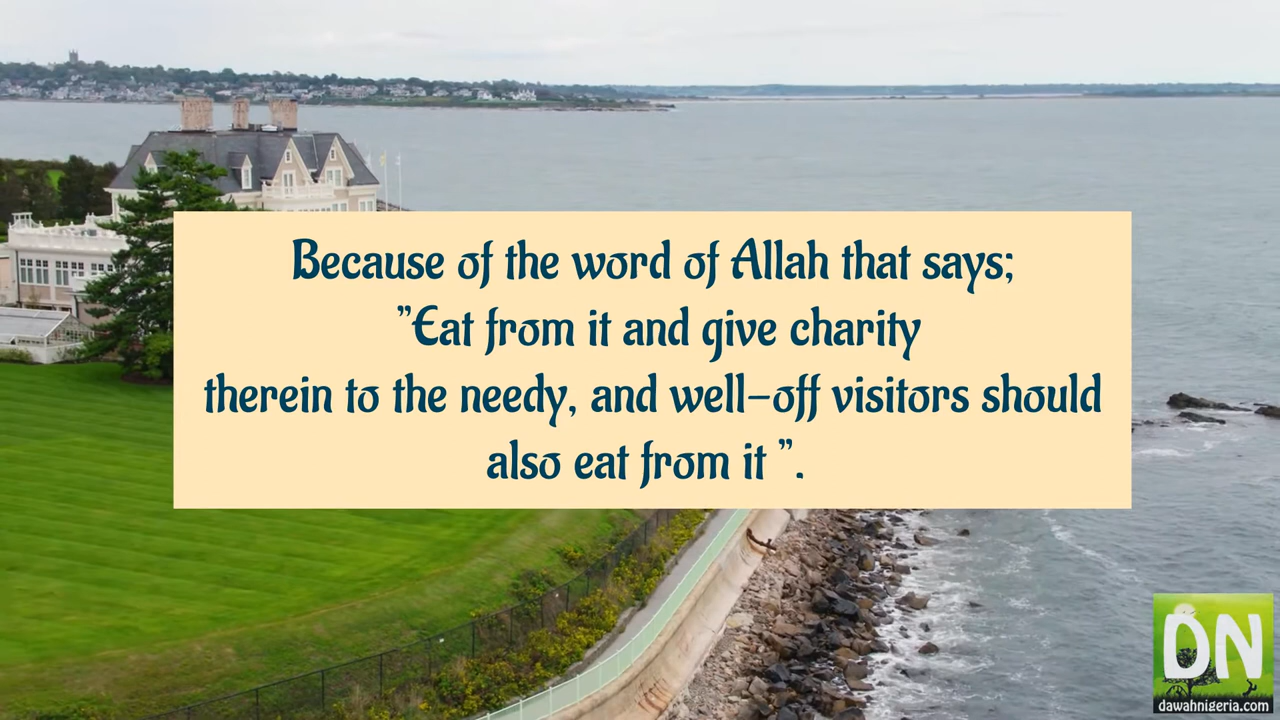 Because of the word of Allah that says;
"Eat from it and give charity
therein to the needy, and well-off visitors should
also eat from it ".
DN
dawahnigeria.com